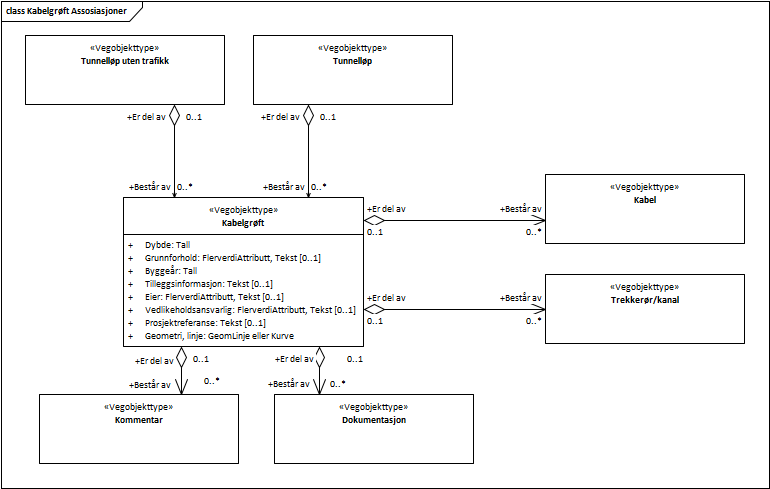 class Kabelgrøft Assosiasjoner
«Vegobjekttype»
Tunnelløp uten trafikk
«Vegobjekttype»
Tunnelløp
+Er del av 0..1
+Er del av 0..1
+Består av 0..*
+Består av 0..*
«Vegobjekttype»
Kabelgrøft
+ Dybde: Tall
+ Grunnforhold: FlerverdiAttributt, Tekst [0..1]
+ Byggeår: Tall
+ Tilleggsinformasjon: Tekst [0..1]
+ Eier: FlerverdiAttributt, Tekst [0..1]
+ Vedlikeholdsansvarlig: FlerverdiAttributt, Tekst [0..1]
+ Prosjektreferanse: Tekst [0..1]
+ Geometri, linje: GeomLinje eller Kurve
+Er del av
0..1
+Består av
0..*
«Vegobjekttype»
Kabel
+Er del av
0..1
+Består av
0..*
«Vegobjekttype»
Trekkerør/kanal
+Er del av 0..1
+Er del av 0..1
+Består av 0..*
+Består av 0..*
«Vegobjekttype»
Kommentar
«Vegobjekttype»
Dokumentasjon